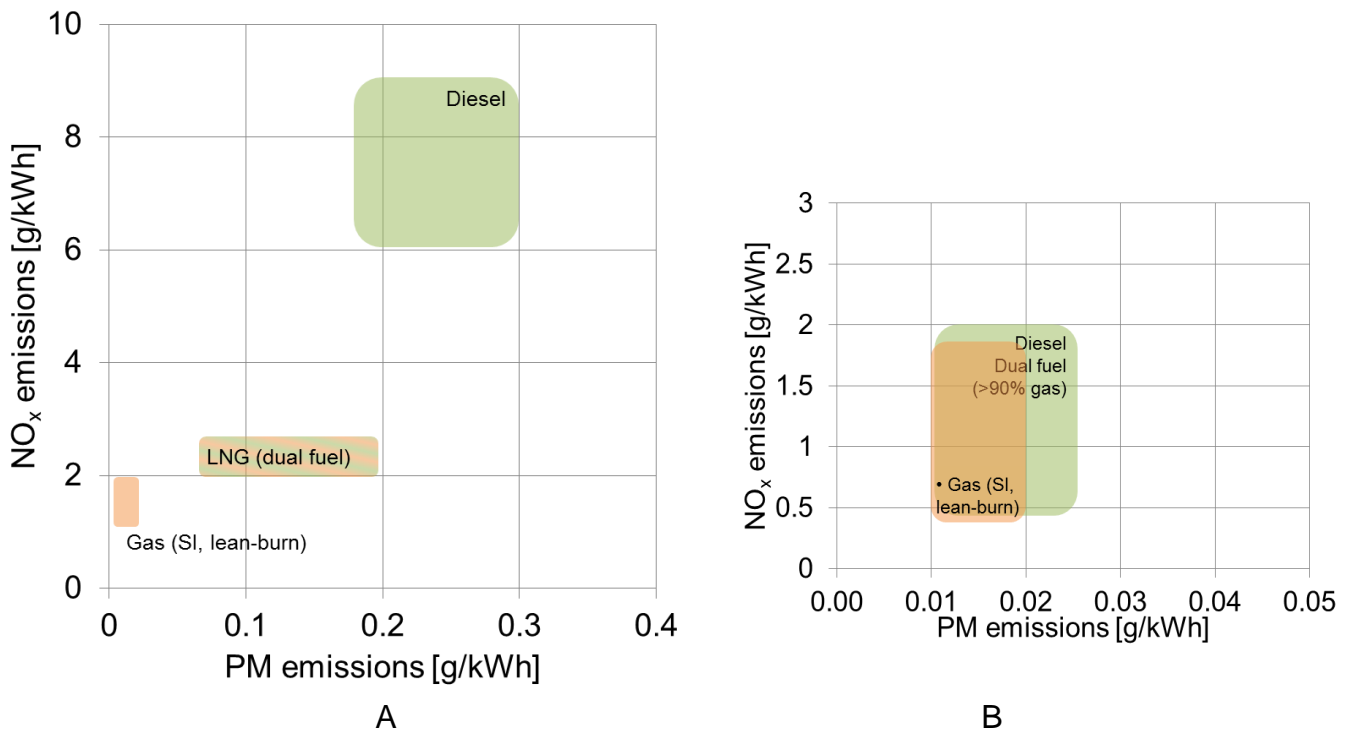 10
8
6
4
2
0
NOx emissions [g/kWh]
Diesel
LNG (dual fuel)
Gas (SI, lean-burn)
0 0.1 0.2 0.3 0.4
PM emissions [g/kWh]
A
3
2.5
2
1.5
1
0.5
0
NOx emissions [g/kWh]
Diesel
Dual fuel
(>90% gas)
• Gas (SI,
lean-burn)
0.00 0.01 0.02 0.03 0.04 0.05
PM emissions [g/kWh]
B